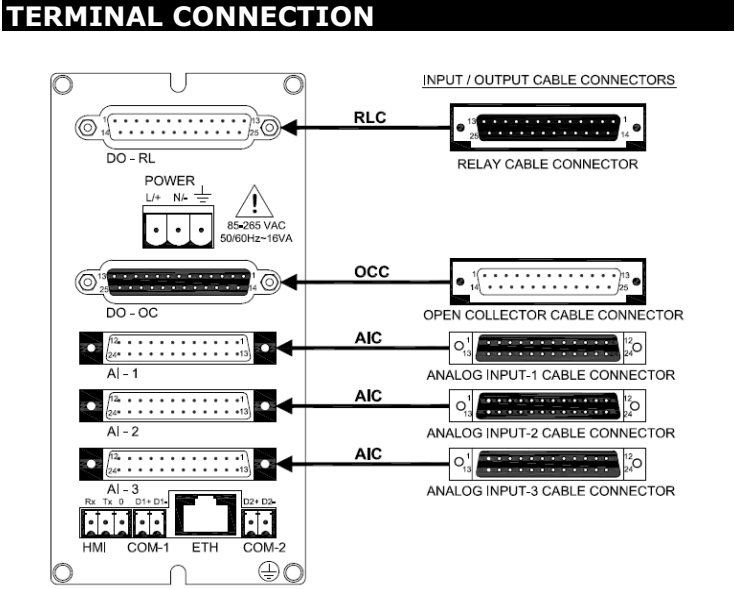 TERMINAL CONNECTION
INPUT / OUTPUT CABLE CONNECTORS
1 13 RLC 13 1
14 25 25 14
DO - RL RELAY CABLE CONNECTOR
POWER
L/+ N/-
85-265 VAC
50/60Hz~16VA
13 1 OCC 1 13
25 14 14 25
DO - OC OPEN COLLECTOR CABLE CONNECTOR
12 1 AIC 1 12
24 13 13 24
AI - 1 ANALOG INPUT-1 CABLE CONNECTOR
12 1 AIC 1 12
24 13 13 24
AI - 2 ANALOG INPUT-2 CABLE CONNECTOR
12 1 AIC 1 12
24 13 13 24
AI - 3 ANALOG INPUT-3 CABLE CONNECTOR
Rx Tx 0 D1+ D1- D2+ D2-
HMI COM-1 ETH COM-2